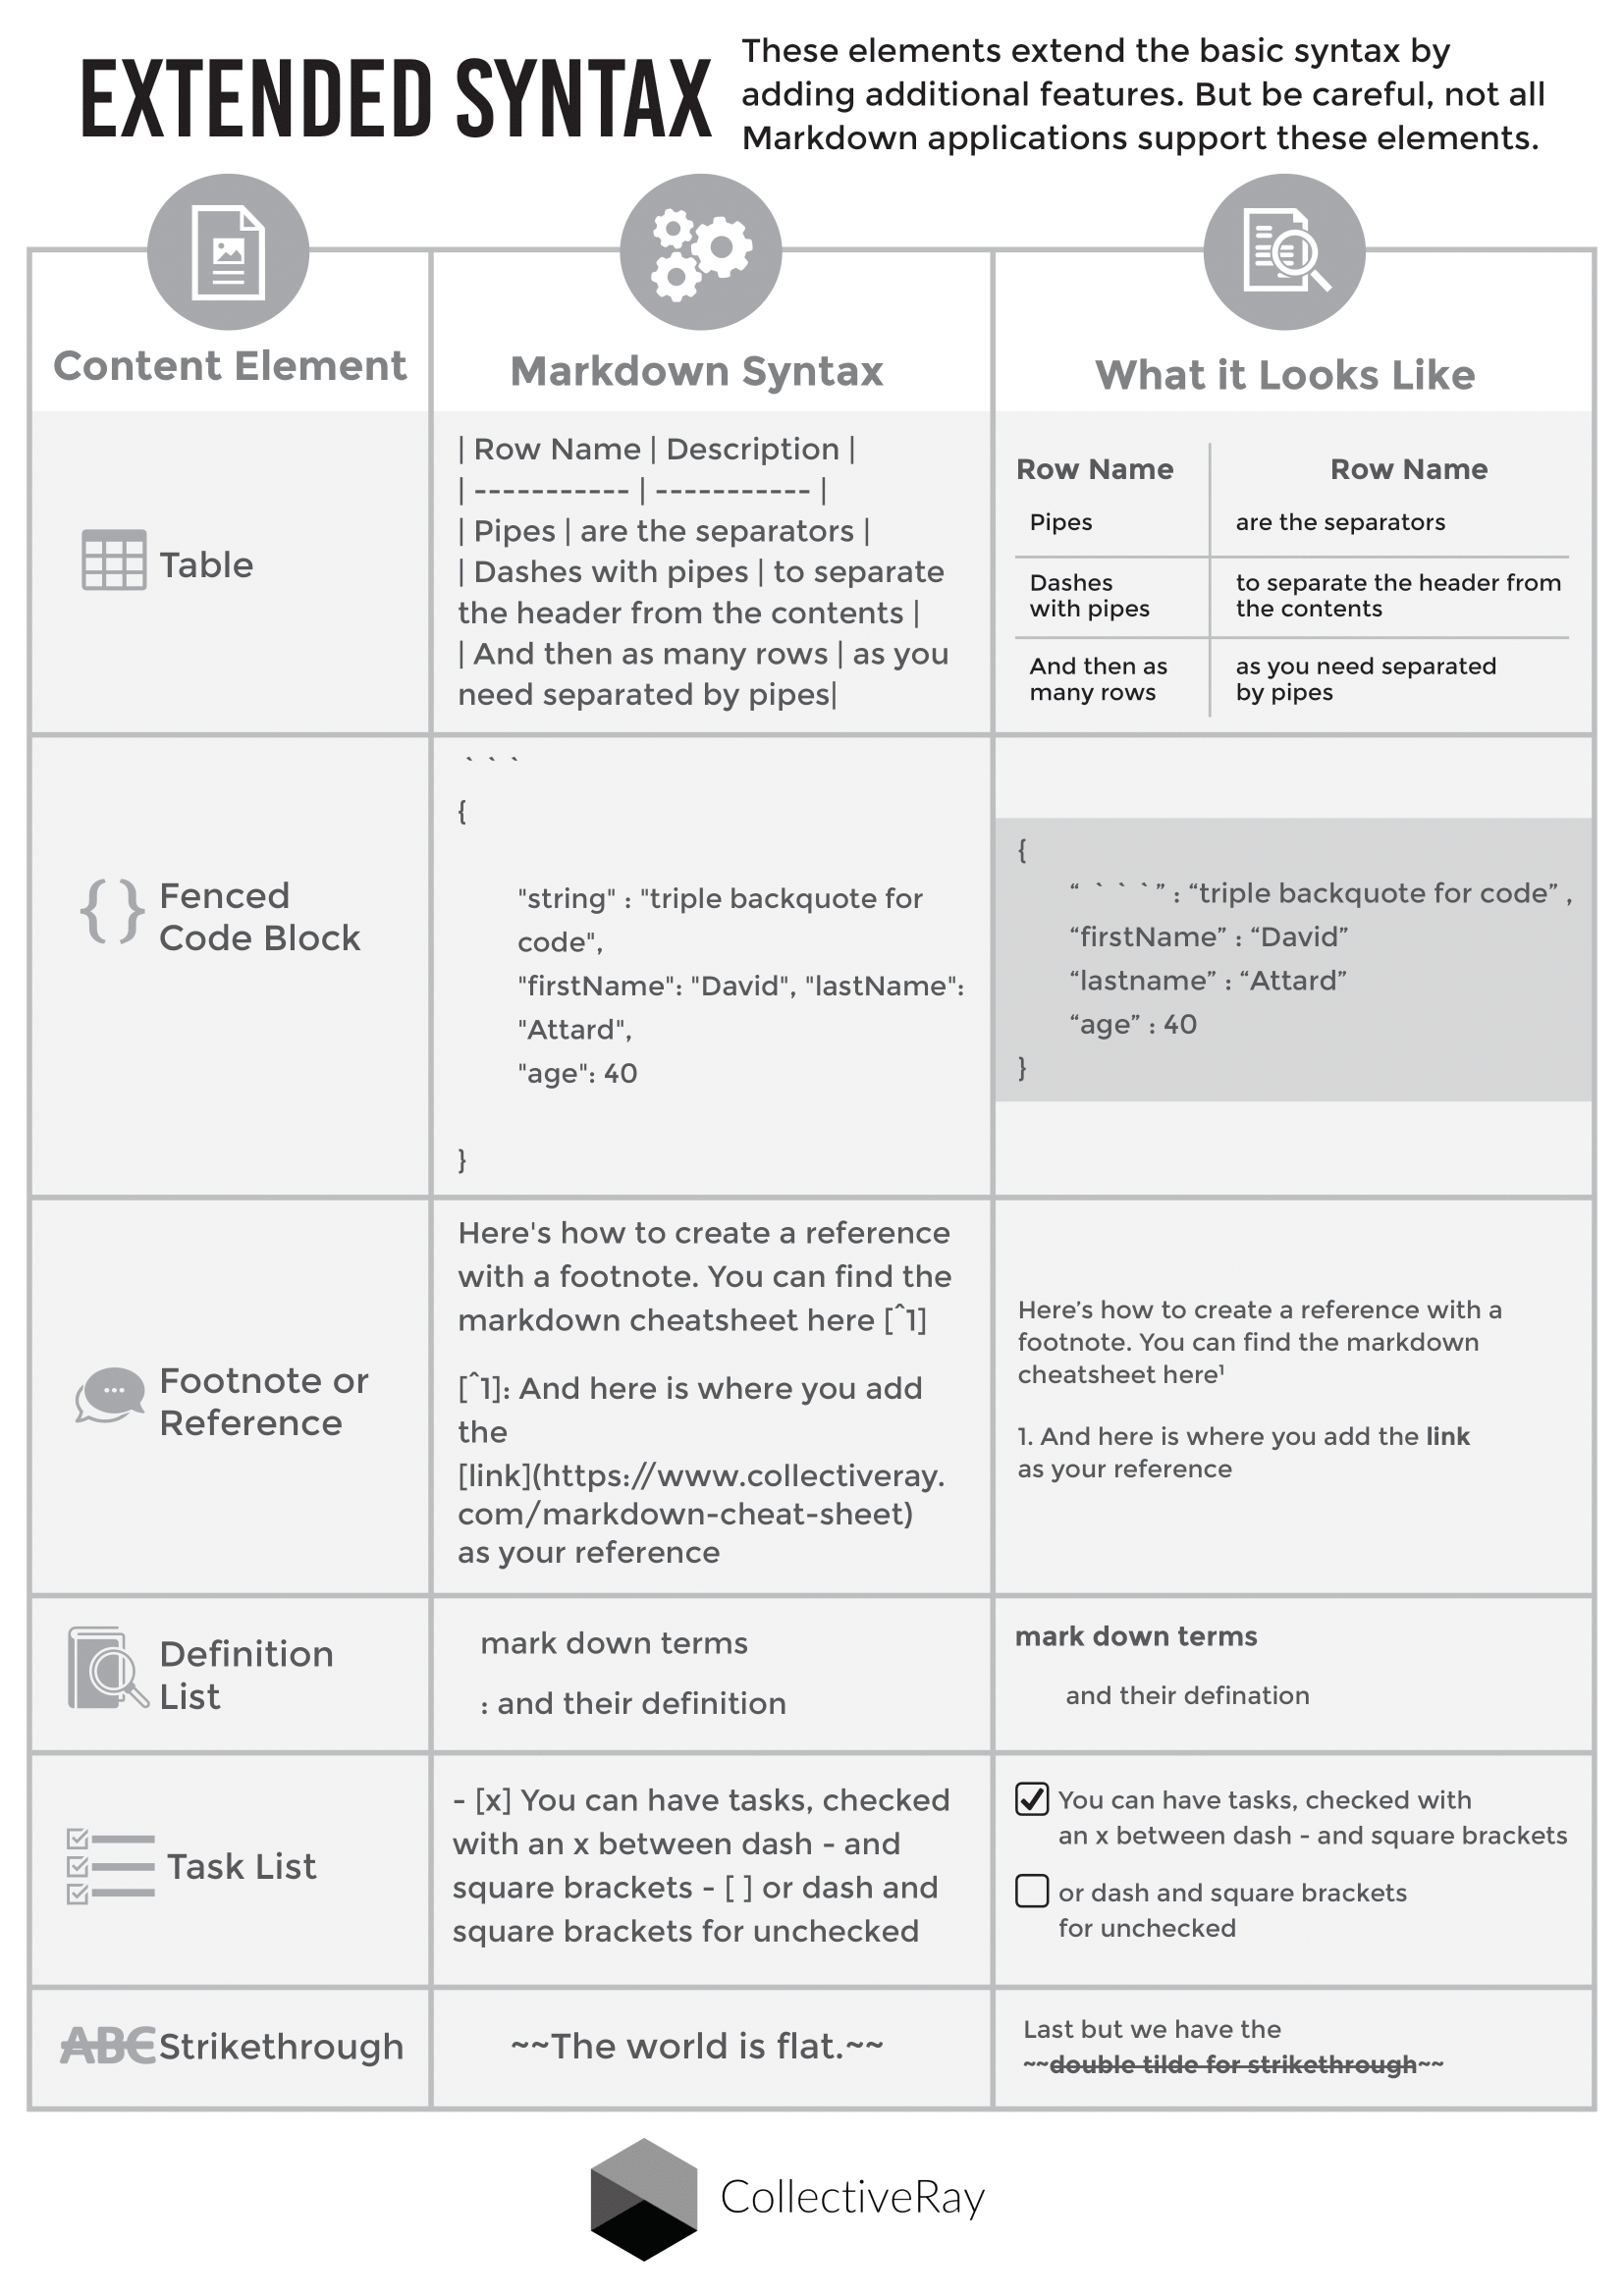 EXTENDED SYNTAX
These elements extend the basic syntax by
adding additional features. But be careful, not all
Markdown applications support these elements.
Content Element
Markdown Syntax
What it Looks Like
Table
| Row Name | Description |
| ----------- | ----------- |
| Pipes | are the separators |
| Dashes with pipes | to separate
the header from the contents |
| And then as many rows | as you
need separated by pipes|
Row Name Row Name
Pipes are the separators
Dashes to separate the header from
with pipes the contents
And then as as you need separated
many rows by pipes
Fenced
Code Block
` ` `
{
"string" : "triple backquote for
code",
"firstName": "David", "lastName":
"Attard",
"age": 40
}
{
“ ` ` ` ” : “triple backquote for code” ,
“firstName” : “David”
“lastname” : “Attard”
“age” : 40
}
Footnote or
Reference
Here's how to create a reference
with a footnote. You can find the
markdown cheatsheet here [^1]
[^1]: And here is where you add
the
[link](https://www.collectiveray.
com/markdown-cheat-sheet)
as your reference
Here’s how to create a reference with a
footnote. You can find the markdown
cheatsheet here¹
1. And here is where you add the link
as your reference
Definition
List
mark down terms
: and their definition
mark down terms
and their defination
Task List
- [x] You can have tasks, checked
with an x between dash - and
square brackets - [ ] or dash and
square brackets for unchecked
You can have tasks, checked with
an x between dash - and square brackets
or dash and square brackets
for unchecked
ABC Strikethrough
~~The world is flat.~~
Last but we have the
~~double tilde for strikethrough~~
CollectiveRay